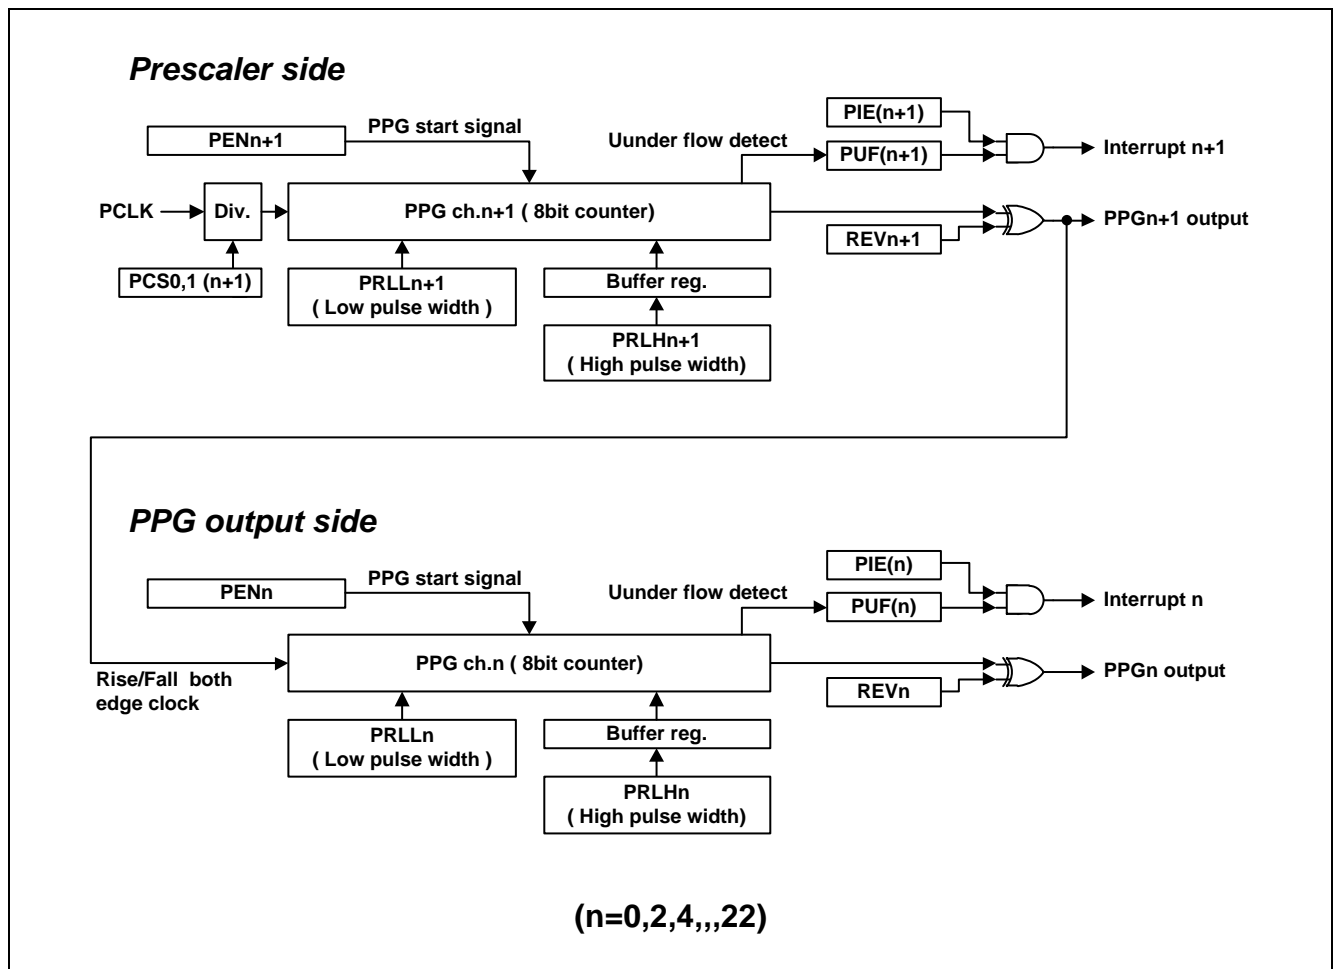 Prescaler side
PENn+1
PPG start signal
Uunder flow detect
PIE(n+1)
PUF(n+1)
Interrupt n+1
PCLK
Div.
PPG ch.n+1 ( 8bit counter)
REVn+1
PPGn+1 output
PCS0,1 (n+1)
PRLLn+1
( Low pulse width )
Buffer reg.
PRLHn+1
( High pulse width)
PPG output side
PENn
PPG start signal
Uunder flow detect
PIE(n)
PUF(n)
Interrupt n
Rise/Fall both
edge clock
PPG ch.n ( 8bit counter)
REVn
PPGn output
PRLLn
( Low pulse width )
Buffer reg.
PRLHn
( High pulse width)
(n=0,2,4,,,22)